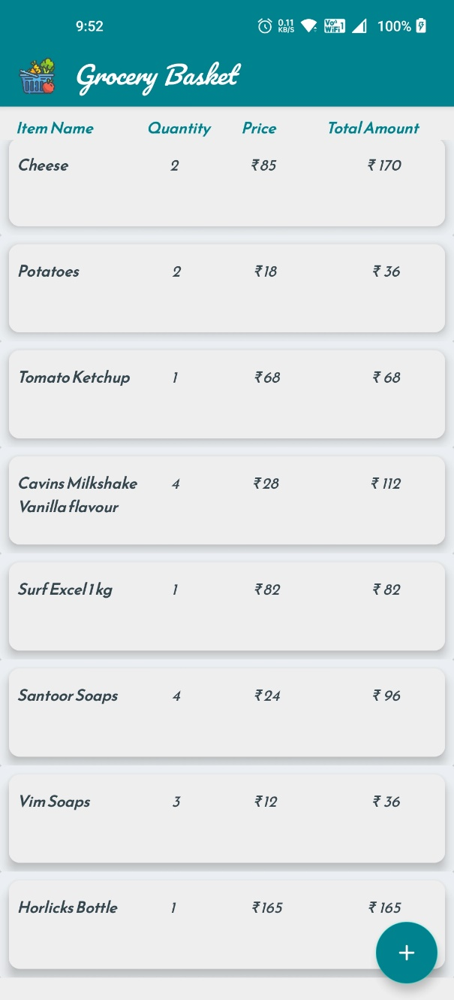 9:52 0.11 KB/S Vo WiFi 1 100%
Grocery Basket
Item Name Quantity Price Total Amount
Cheese 2 ₹85 ₹ 170
Potatoes 2 ₹18 ₹ 36
Tomato Ketchup 1 ₹68 ₹ 68
Cavins Milkshake 4 ₹28 ₹ 112
Vanilla flavour
Surf Excel 1 kg 1 ₹82 ₹ 82
Santoor Soaps 4 ₹24 ₹ 96
Vim Soaps 3 ₹12 ₹ 36
Horlicks Bottle 1 ₹165 ₹ 165
+